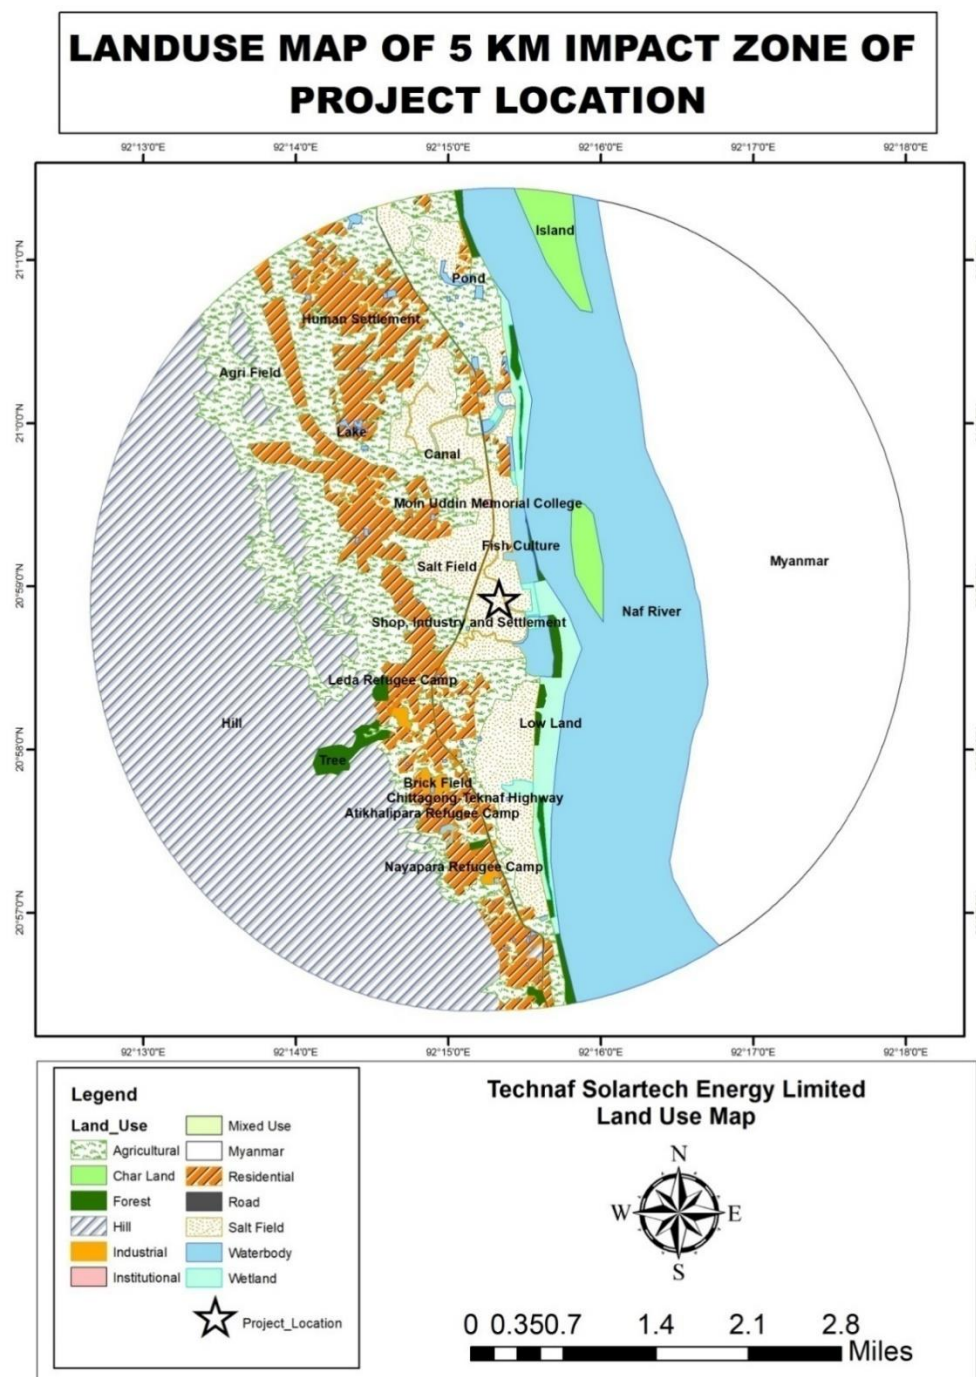 LANDUSE MAP OF 5 KM IMPACT ZONE OF
PROJECT LOCATION
92°13'0"E 92°14'0"E 92°15'0"E 92°16'0"E 92°17'0"E 92°18'0"E
21°1'0"N
21°0'0"N
20°59'0"N
20°58'0"N
20°57'0"N
Island
Pond
Human Settlement
Agri Field
Lake
Canal
Moin Uddin Memorial College
Fish Culture
Salt Field
Myanmar
Naf River
Shop, Industry and Settlement
Leda Refugee Camp
Hill
Low Land
Tree
Brick Field
Chittagong-Teknaf Highway
Atikhalipara Refugee Camp
Nayapara Refugee Camp
92°13'0"E 92°14'0"E 92°15'0"E 92°16'0"E 92°17'0"E 92°18'0"E
Legend
Land_Use
Agricultural
Char Land
Forest
Hill
Industrial
Institutional
Mixed Use
Myanmar
Residential
Road
Salt Field
Waterbody
Wetland
Project_Location
Technaf Solartech Energy Limited
Land Use Map
N
W E
S
0 0.35 0.7 1.4 2.1 2.8
Miles